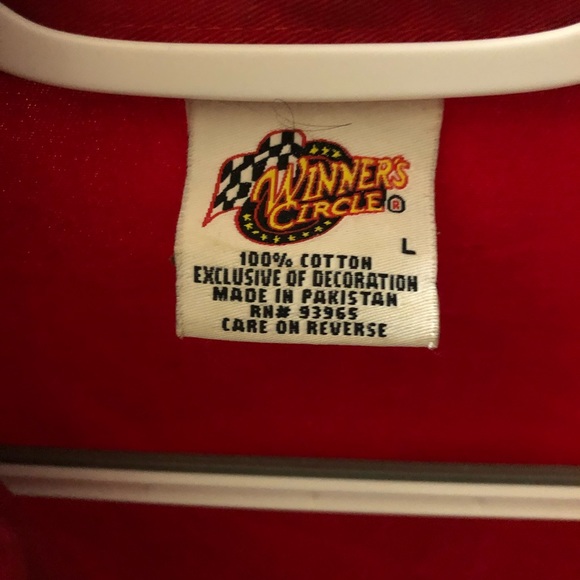 WINNER'S
CIRCLE®
L
100% COTTON
EXCLUSIVE OF DECORATION
MADE IN PAKISTAN
RN# 93965
CARE ON REVERSE